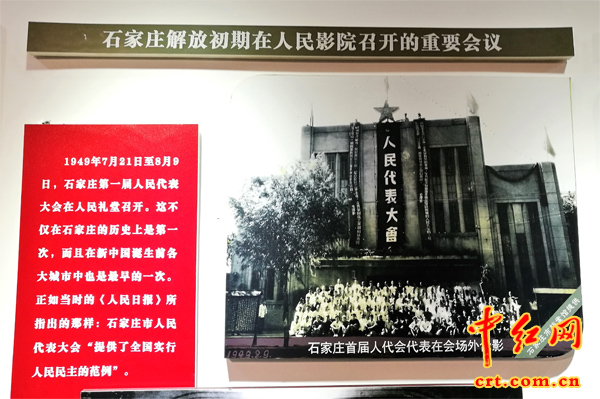 石家庄解放初期在人民影院召开的重要会议
1949年7月21日至8月9
日，石家庄第一届人民代表
大会在人民礼堂召开。这不
仅在石家庄的历史上是第一
次，而且在新中国诞生前各
大城市中也是最早的一次。
正如当时的《人民日报》所
指出的那样：石家庄市人民
代表大会“提供了全国实行
人民民主的范例”。
人民代表大會
石家庄首届人代会代表在会场外合影
中红网
crt.com.cn